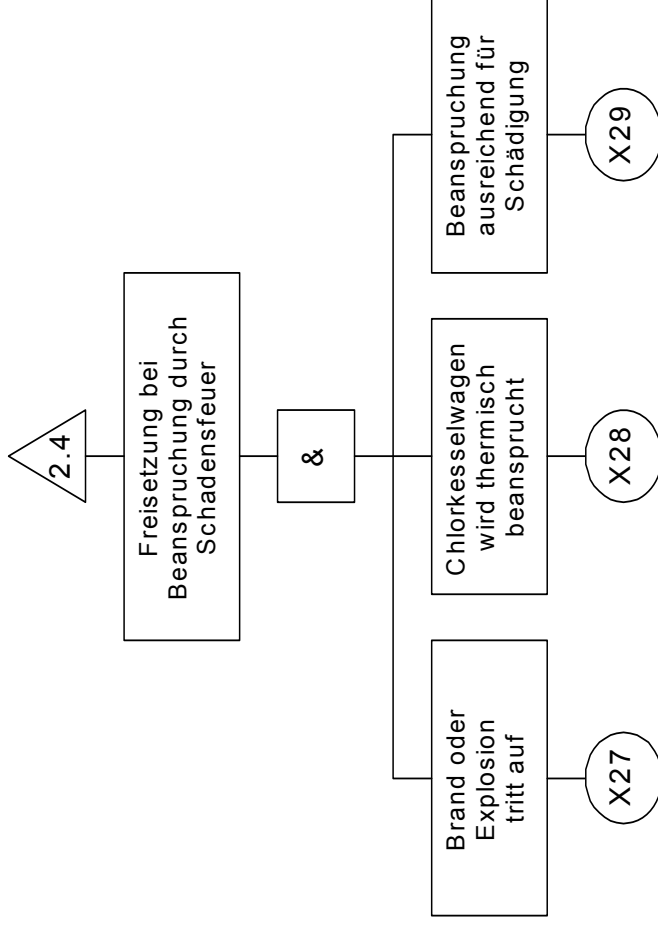 2.4
Freisetzung bei
Beanspruchung durch
Schadensfeuer
&
Brand oder
Explosion
tritt auf
Chlorkesselwagen
wird thermisch
beansprucht
Beanspruchung
ausreichend für
Schädigung
X27
X28
X29